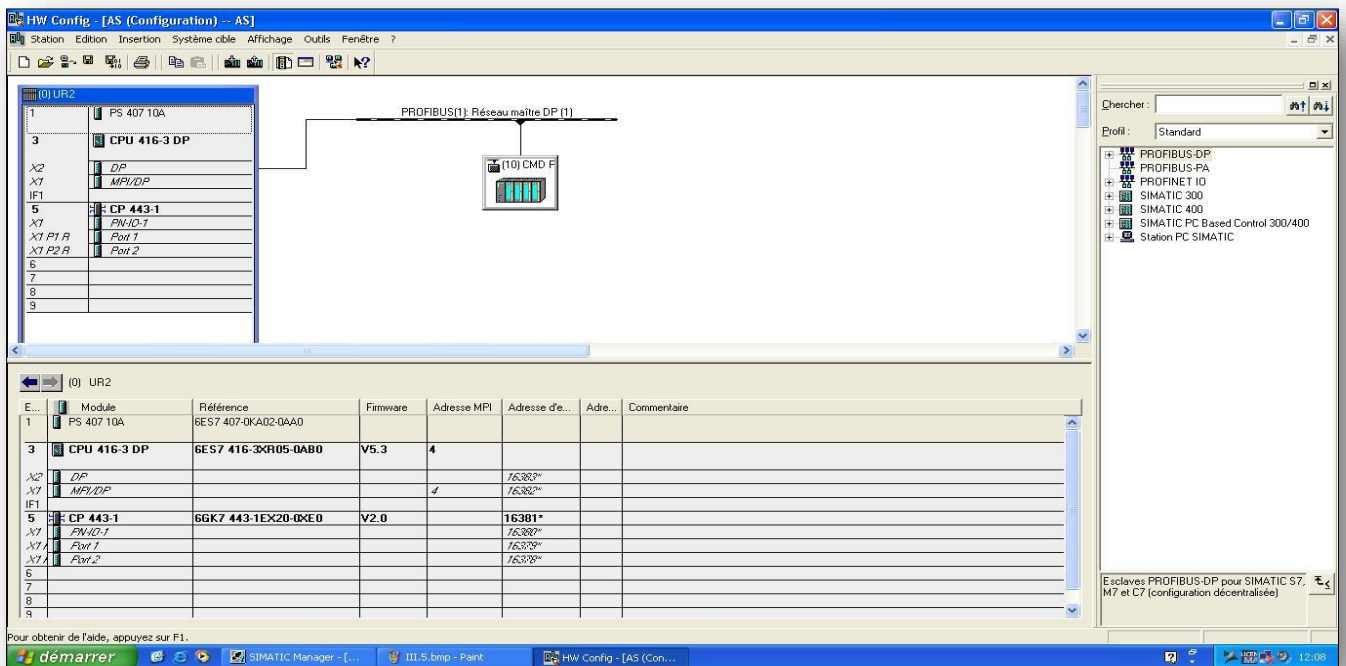 HW Config - [AS (Configuration) -- AS]
Station Edition Insertion Système cible Affichage Outils Fenêtre ?
(0) UR2
1 PS 407 10A
3 CPU 416-3 DP
X2 DP
X1 MPI/DP
IF1
5 CP 443-1
X1 PN-IO-1
X1 P1 R Port 1
X1 P2 R Port 2
6
7
8
9
PROFIBUS(1): Réseau maître DP (1)
(10) CMD F
Chercher :
Profil : Standard
PROFIBUS-DP
PROFIBUS-PA
PROFINET IO
SIMATIC 300
SIMATIC 400
SIMATIC PC Based Control 300/400
Station PC SIMATIC
(0) UR2
E... Module Référence Firmware Adresse MPI Adresse d'e... Adre... Commentaire
1 PS 407 10A 6ES7 407-0KA02-0AA0
3 CPU 416-3 DP 6ES7 416-3XR05-0AB0 V5.3 4
X2 DP 16383*
X1 MPI/DP 4 16382*
IF1
5 CP 443-1 6GK7 443-1EX20-0XE0 V2.0 16381*
X1 PN-IO-1 16380*
X1 Port 1 16379*
X1 Port 2 16378*
6
7
8
9
Esclaves PROFIBUS-DP pour SIMATIC S7, M7 et C7 (configuration décentralisée)
Pour obtenir de l'aide, appuyez sur F1.
démarrer SIMATIC Manager - [... III.5.bmp - Paint HW Config - [AS (Con... 12:08